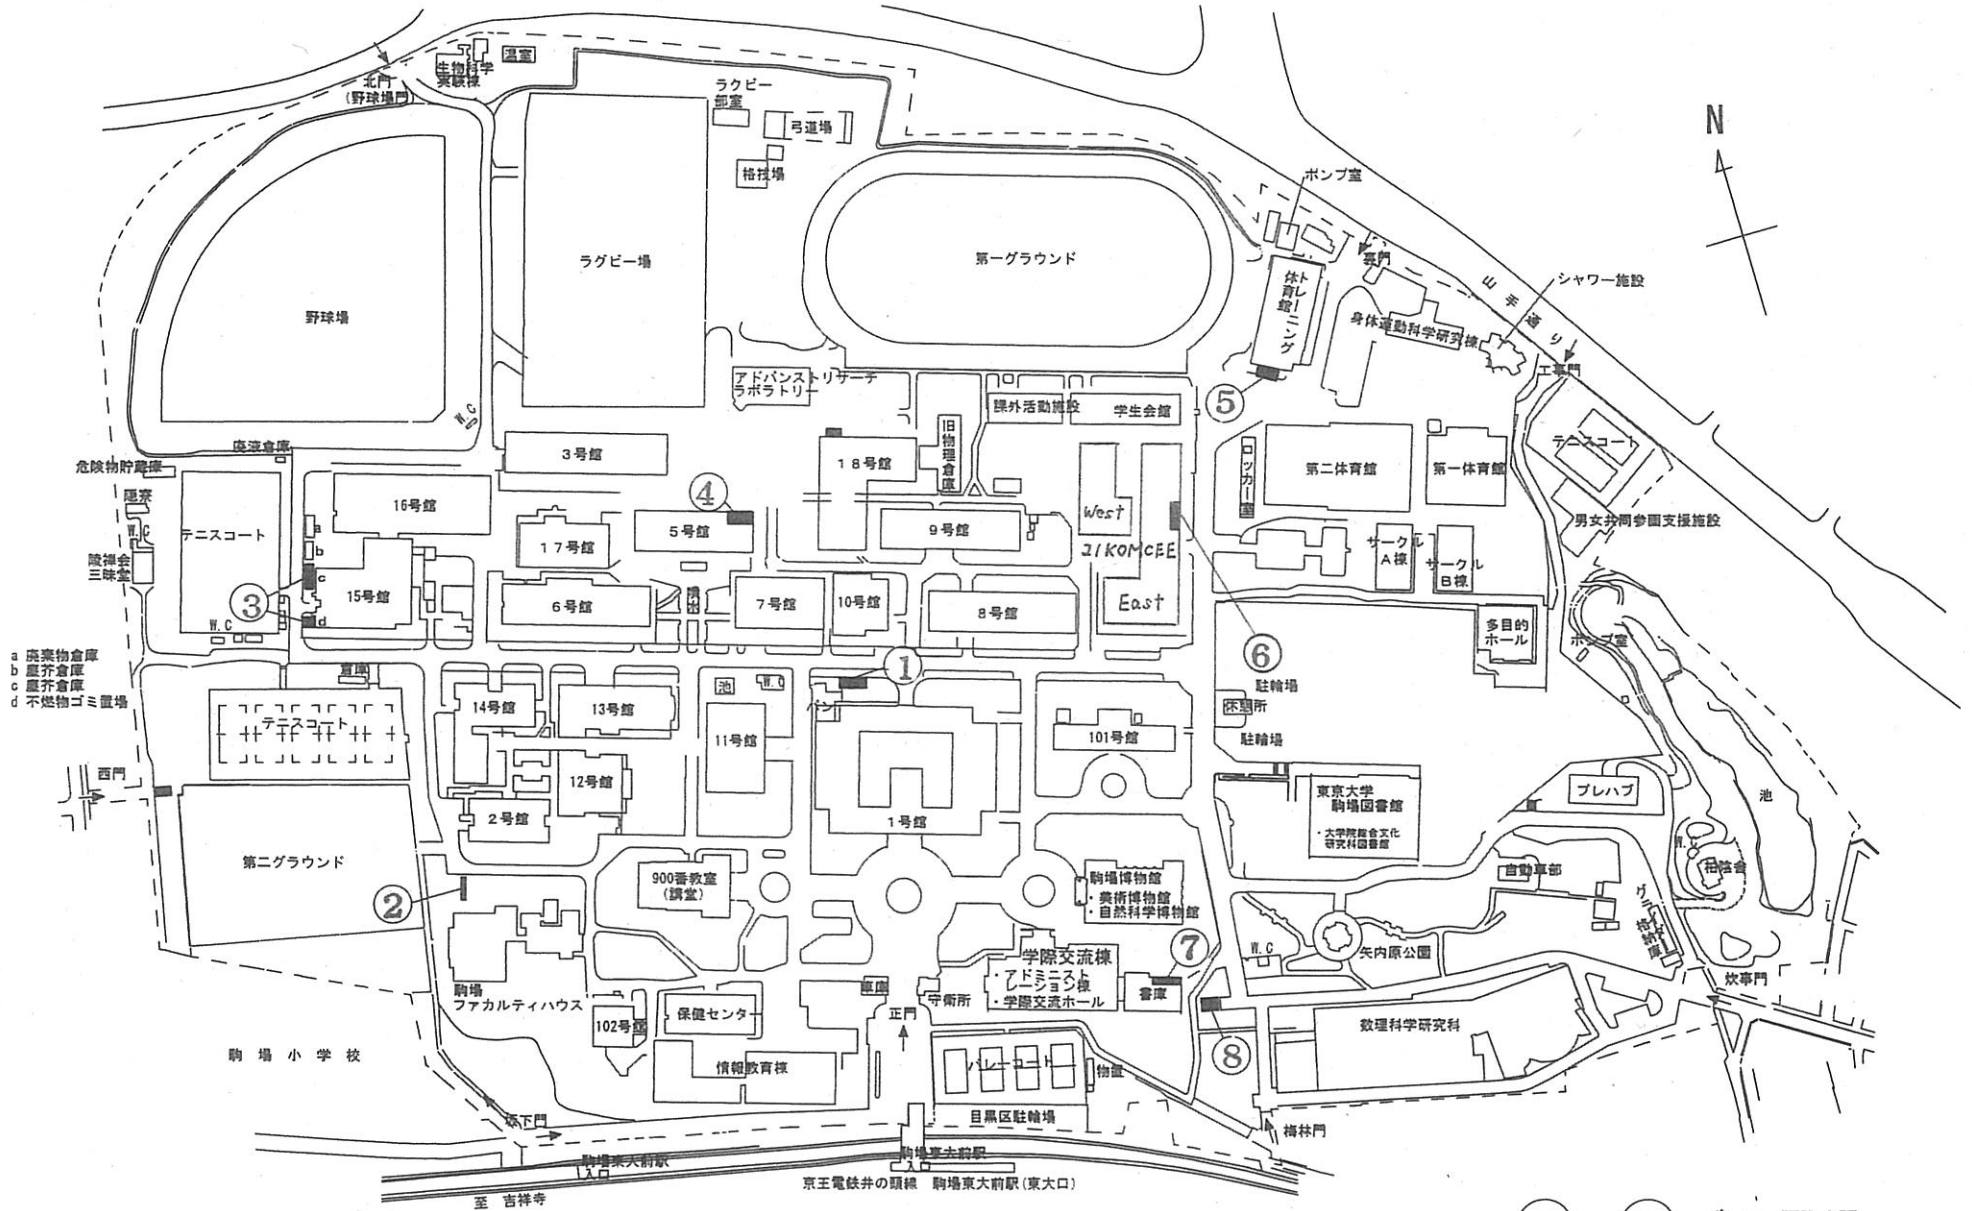 N
生物科学
実験棟
温室
北門
(野球場門)
ラクビー
部室
弓道場
格技場
ポンプ室
裏門
山手通り
シャワー施設
野球場
ラグビー場
第一グラウンド
トレーニング
体育館
身体運動科学研究棟
工事門
アドバンストリサーチ
ラボラトリー
⑤
課外活動施設
学生会館
W.C
廃液倉庫
危険物貯蔵庫
3号館
18号館
旧物理倉庫
ロッカー室
第二体育館
第一体育館
テニスコート
隠寮
W.C
陵禅会
三昧堂
テニスコート
16号館
a
b
c
d
③
15号館
W.C
17号館
④
5号館
9号館
West
21KOMCEE
East
サークル
A棟
サークル
B棟
男女共同参画支援施設
6号館
噴水
7号館
10号館
8号館
多目的
ホール
ポンプ室
a 廃棄物倉庫
b 塵芥倉庫
c 塵芥倉庫
d 不燃物ゴミ置場
倉庫
テニスコート
14号館
13号館
池
W.C
①
パン
⑥
駐輪場
休憩所
駐輪場
11号館
101号館
西門
12号館
2号館
1号館
東京大学
駒場図書館
・大学院総合文化
研究科図書館
プレハブ
池
第二グラウンド
②
900番教室
(講堂)
駒場博物館
・美術博物館
・自然科学博物館
自動車部
W.C
柏陰舎
グライダー格納庫
駒場
ファカルティハウス
学際交流棟
・アドミニスト
レーション棟
・学際交流ホール
⑦
書庫
W.C
矢内原公園
炊事門
車庫
守衛所
正門
102号館
保健センター
⑧
数理科学研究科
駒場小学校
情報教育棟
バレーコート
物置
目黒区駐輪場
坂下門
梅林門
駒場東大前駅
入口
駒場東大前駅
入口
京王電鉄井の頭線 駒場東大前駅(東大口)
至 吉祥寺